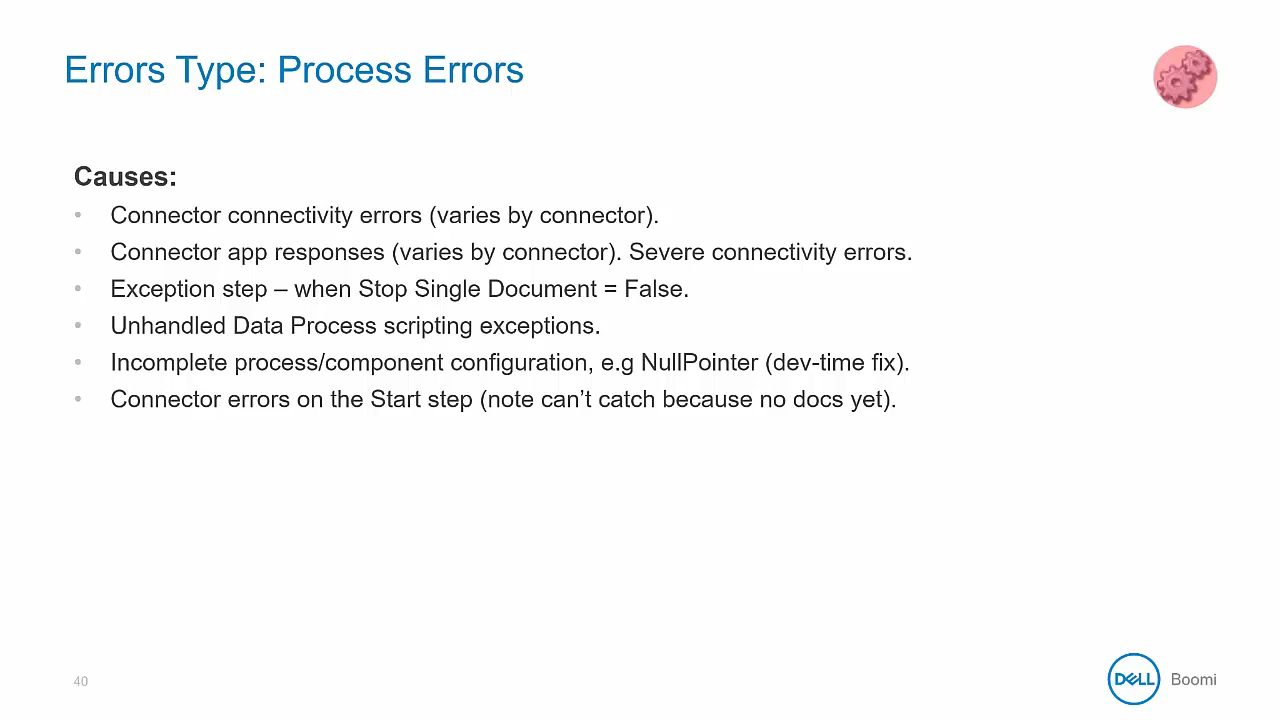 Errors Type: Process Errors
Causes:
• Connector connectivity errors (varies by connector).
• Connector app responses (varies by connector). Severe connectivity errors.
• Exception step – when Stop Single Document = False.
• Unhandled Data Process scripting exceptions.
• Incomplete process/component configuration, e.g NullPointer (dev-time fix).
• Connector errors on the Start step (note can’t catch because no docs yet).
40
DELL Boomi